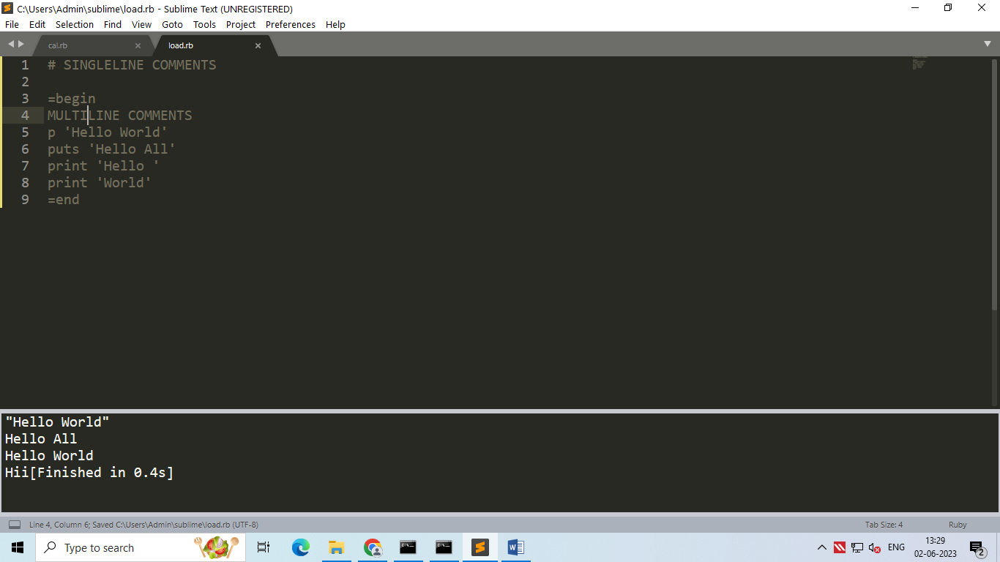 C:\Users\Admin\sublime\load.rb - Sublime Text (UNREGISTERED)
File Edit Selection Find View Goto Tools Project Preferences Help
cal.rb load.rb
1 # SINGLELINE COMMENTS
2
3 =begin
4 MULTILINE COMMENTS
5 p 'Hello World'
6 puts 'Hello All'
7 print 'Hello '
8 print 'World'
9 =end
"Hello World"
Hello All
Hello World
Hii[Finished in 0.4s]
Line 4, Column 6; Saved C:\Users\Admin\sublime\load.rb (UTF-8) Tab Size: 4 Ruby
Type to search ENG 13:29
02-06-2023 2